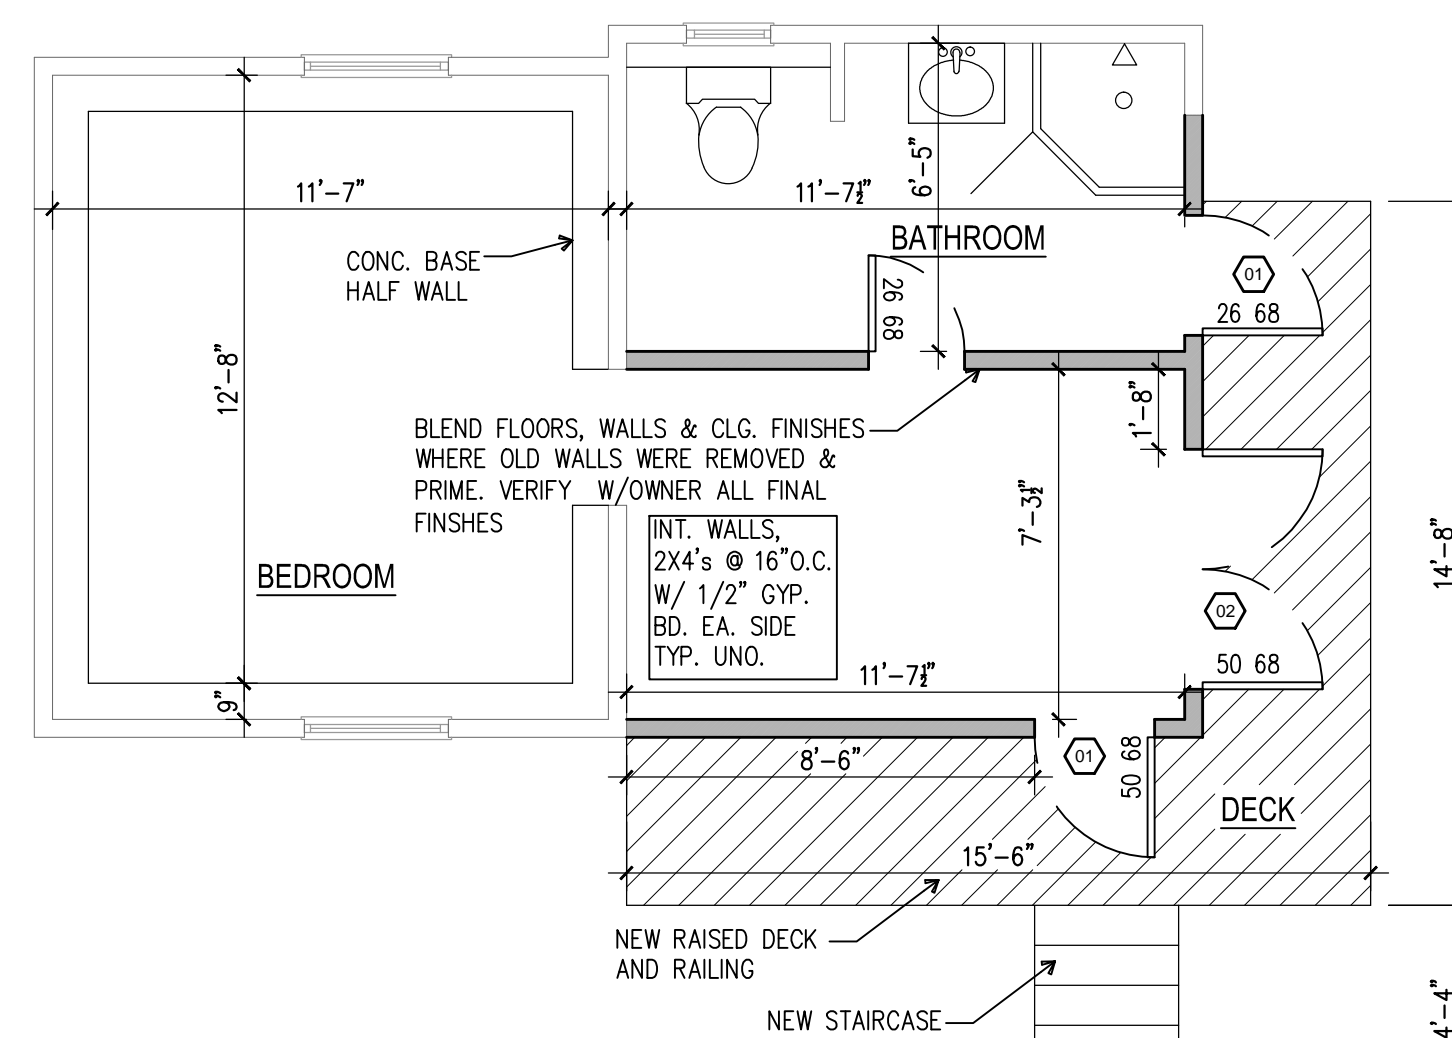 11'-7"
11'-7½"
6'-5"
BATHROOM
CONC. BASE
HALF WALL
26 68
01
26 68
12'-8"
1'-8"
BLEND FLOORS, WALLS & CLG. FINISHES
WHERE OLD WALLS WERE REMOVED &
PRIME. VERIFY W/OWNER ALL FINAL
FINSHES
7'-3½"
14'-8"
INT. WALLS,
2X4's @ 16"O.C.
W/ 1/2" GYP.
BD. EA. SIDE
TYP. UNO.
BEDROOM
02
50 68
11'-7½"
9"
8'-6"
01
50 68
DECK
15'-6"
NEW RAISED DECK
AND RAILING
NEW STAIRCASE
4'-4"